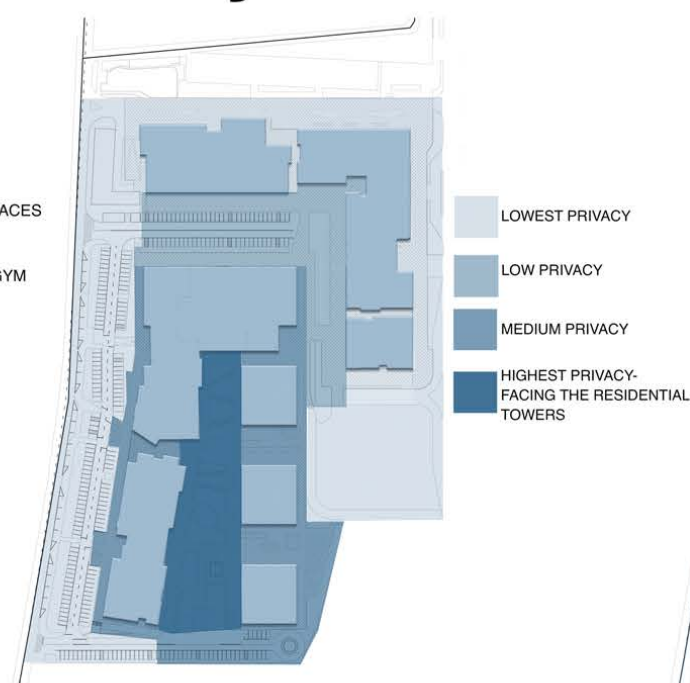 ACES
GYM
LOWEST PRIVACY
LOW PRIVACY
MEDIUM PRIVACY
HIGHEST PRIVACY-
FACING THE RESIDENTIAL
TOWERS